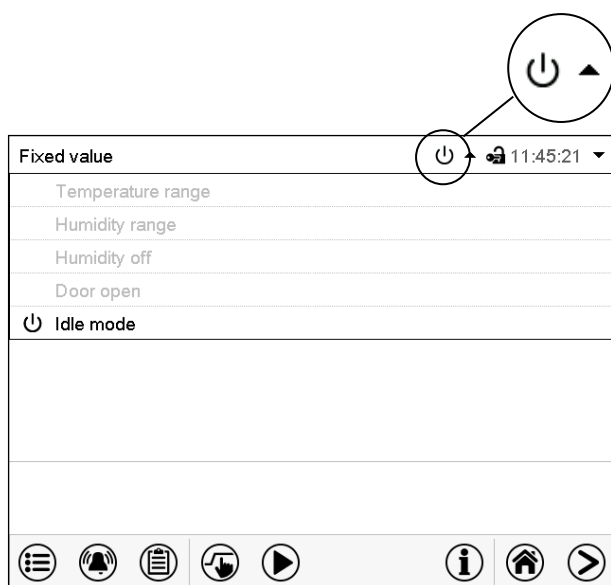 Fixed value 11:45:21
Temperature range
Humidity range
Humidity off
Door open
Idle mode